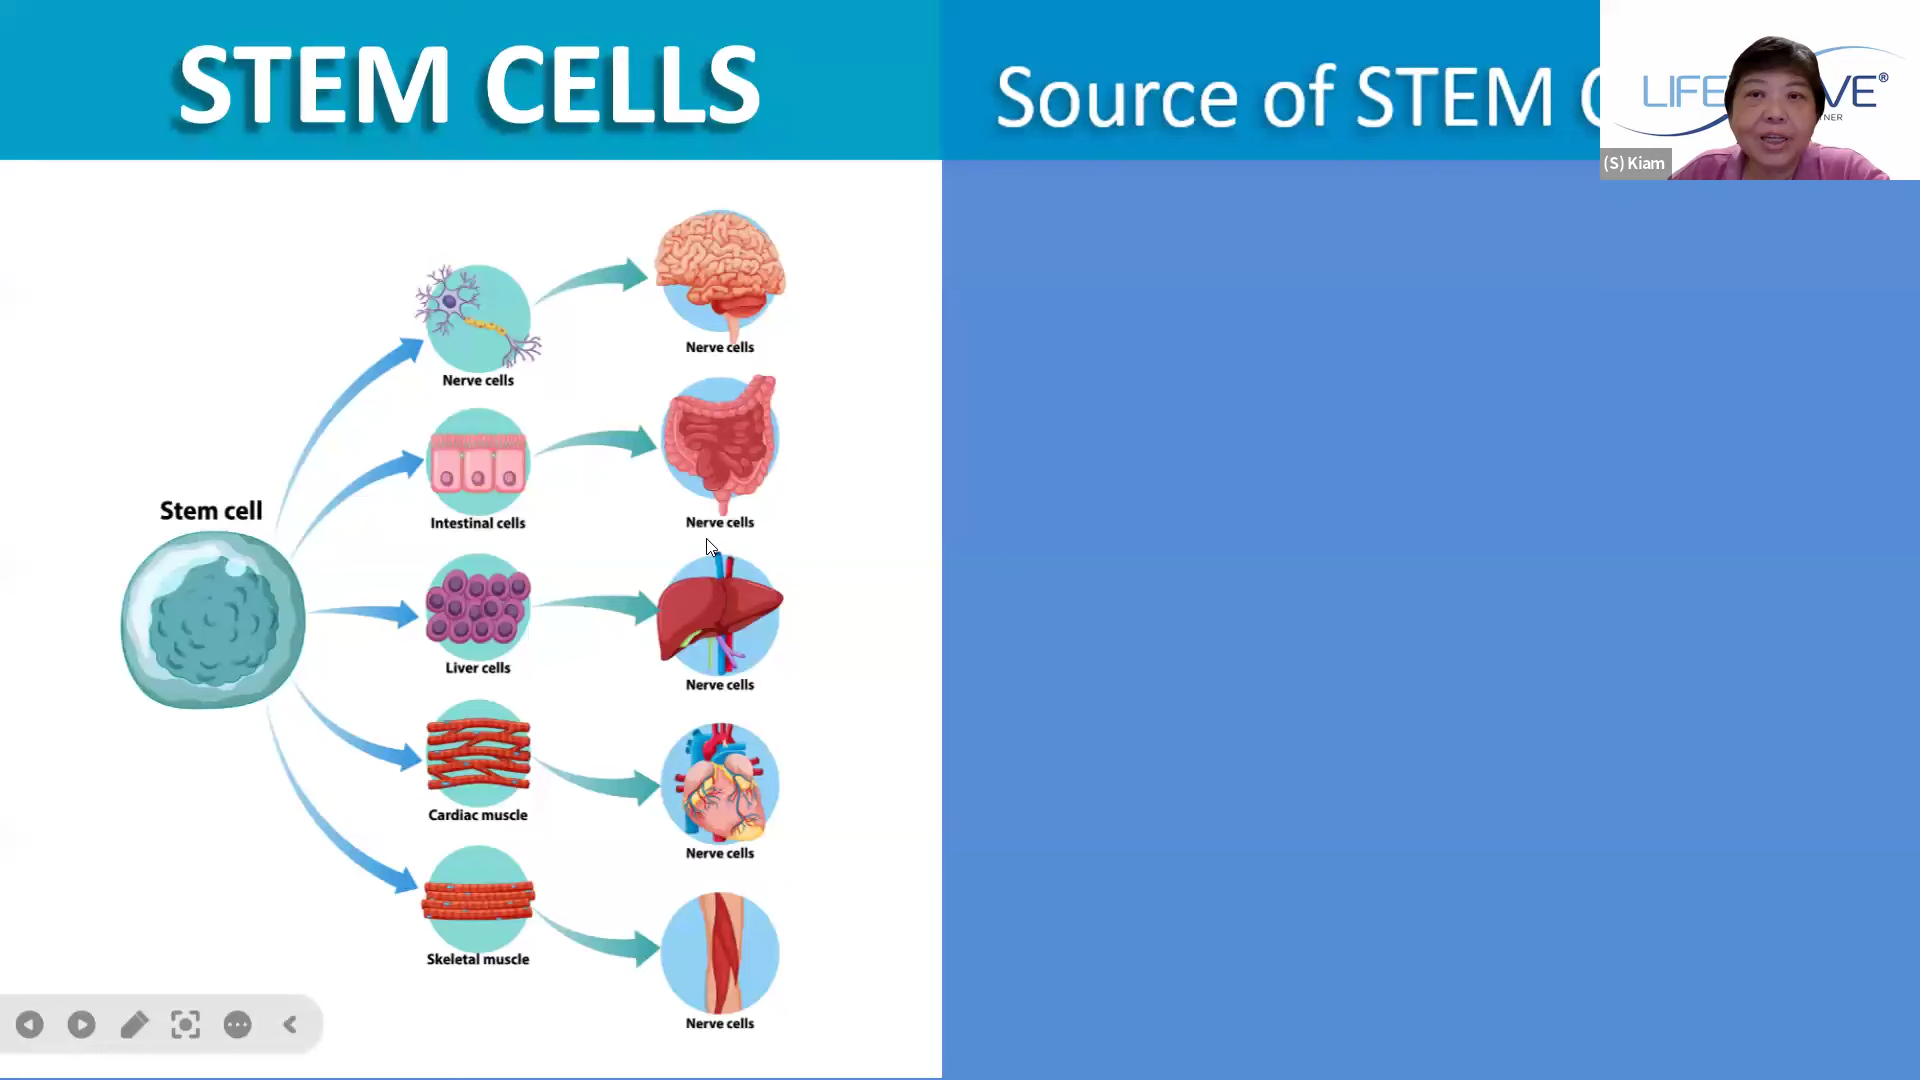 STEM CELLS
Source of STEM C
LIFE VE®
TNER
(S) Kiam
Nerve cells
Nerve cells
Intestinal cells
Nerve cells
Stem cell
Liver cells
Nerve cells
Cardiac muscle
Nerve cells
Skeletal muscle
Nerve cells